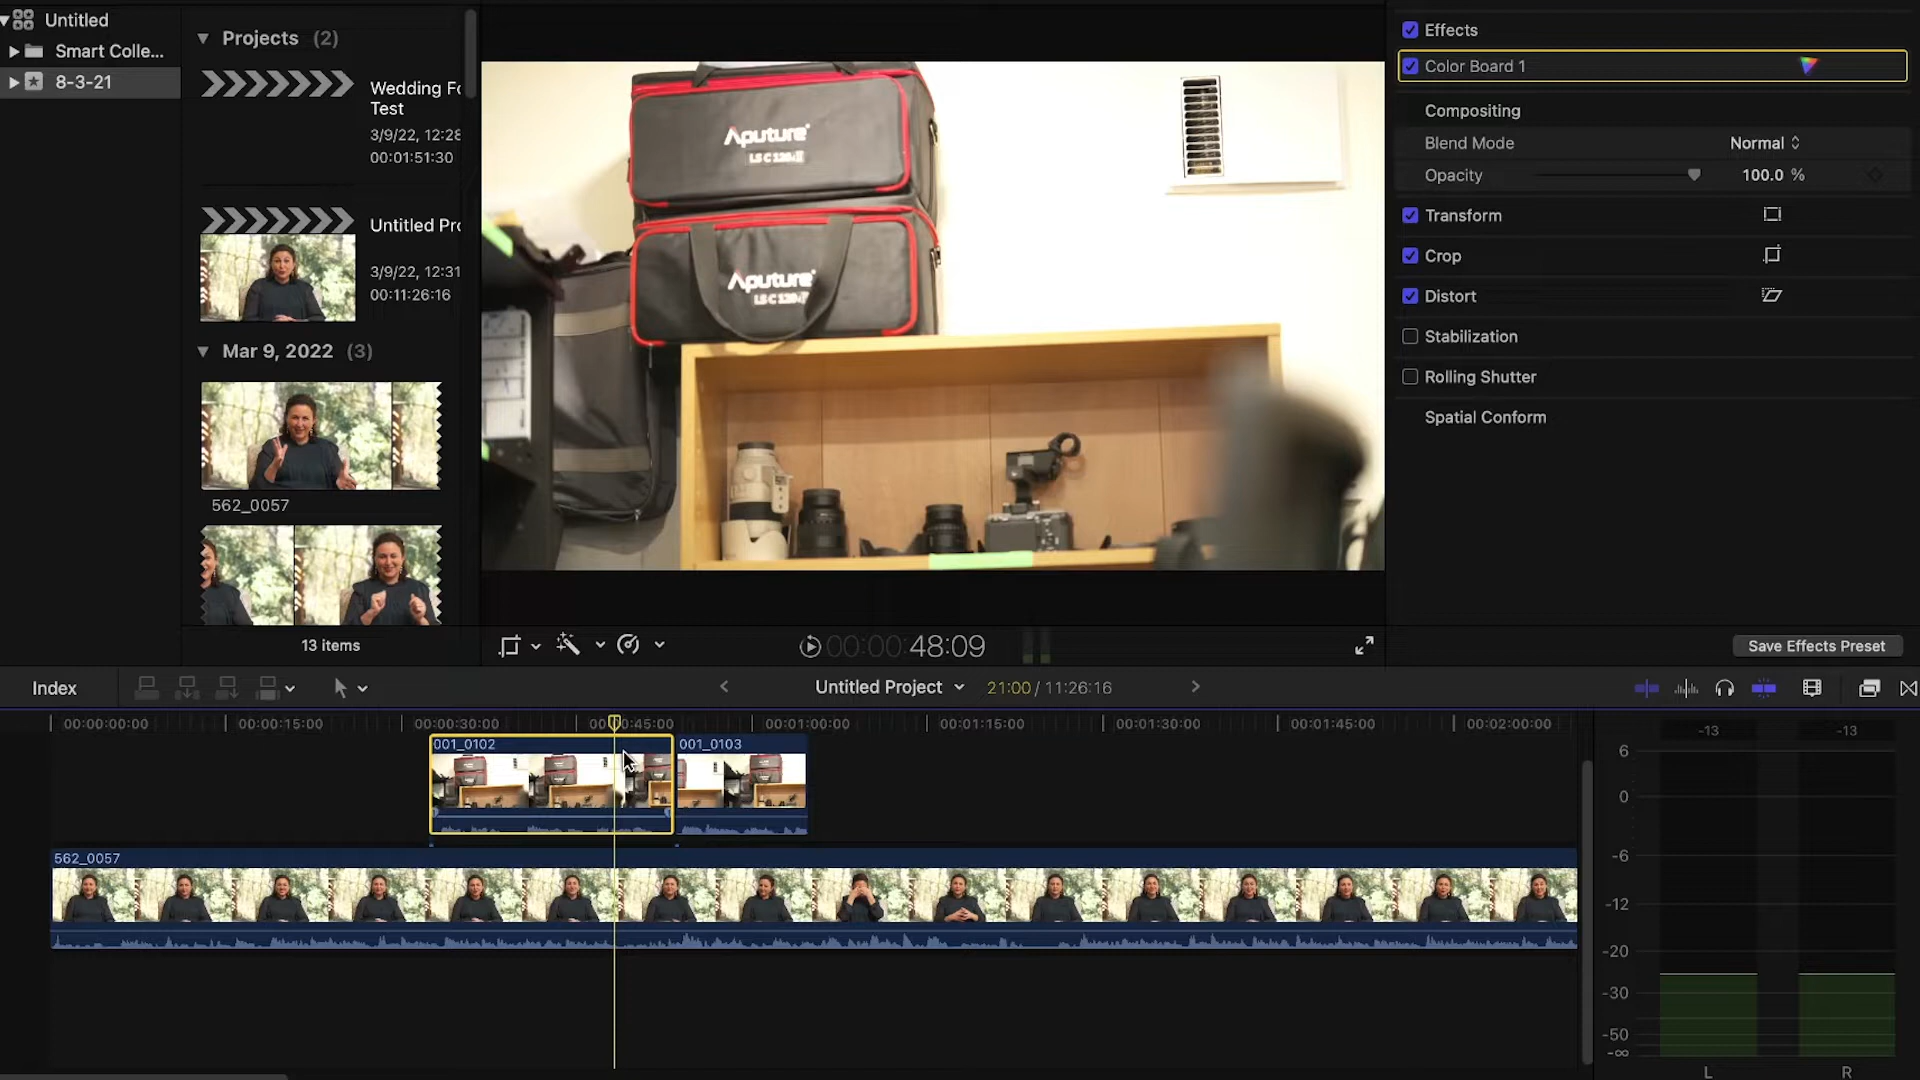 Untitled
Smart Colle...
8-3-21
Projects (2)
Wedding Fo
Test
3/9/22, 12:28
00:01:51:30
Untitled Pro
3/9/22, 12:31
00:11:26:16
Mar 9, 2022 (3)
562_0057
13 items
Aputure
LS C 120d II
Aputure
LS C 120d II
00:00:48:09
Effects
Color Board 1
Compositing
Blend Mode Normal
Opacity 100.0 %
Transform
Crop
Distort
Stabilization
Rolling Shutter
Spatial Conform
Save Effects Preset
Index
Untitled Project
21:00 / 11:26:16
00:00:00:00 00:00:15:00 00:00:30:00 00:00:45:00 00:01:00:00 00:01:15:00 00:01:30:00 00:01:45:00 00:02:00:00
001_0102 001_0103
562_0057
-13 -13
6
0
-6
-12
-20
-30
-50
-∞
L R